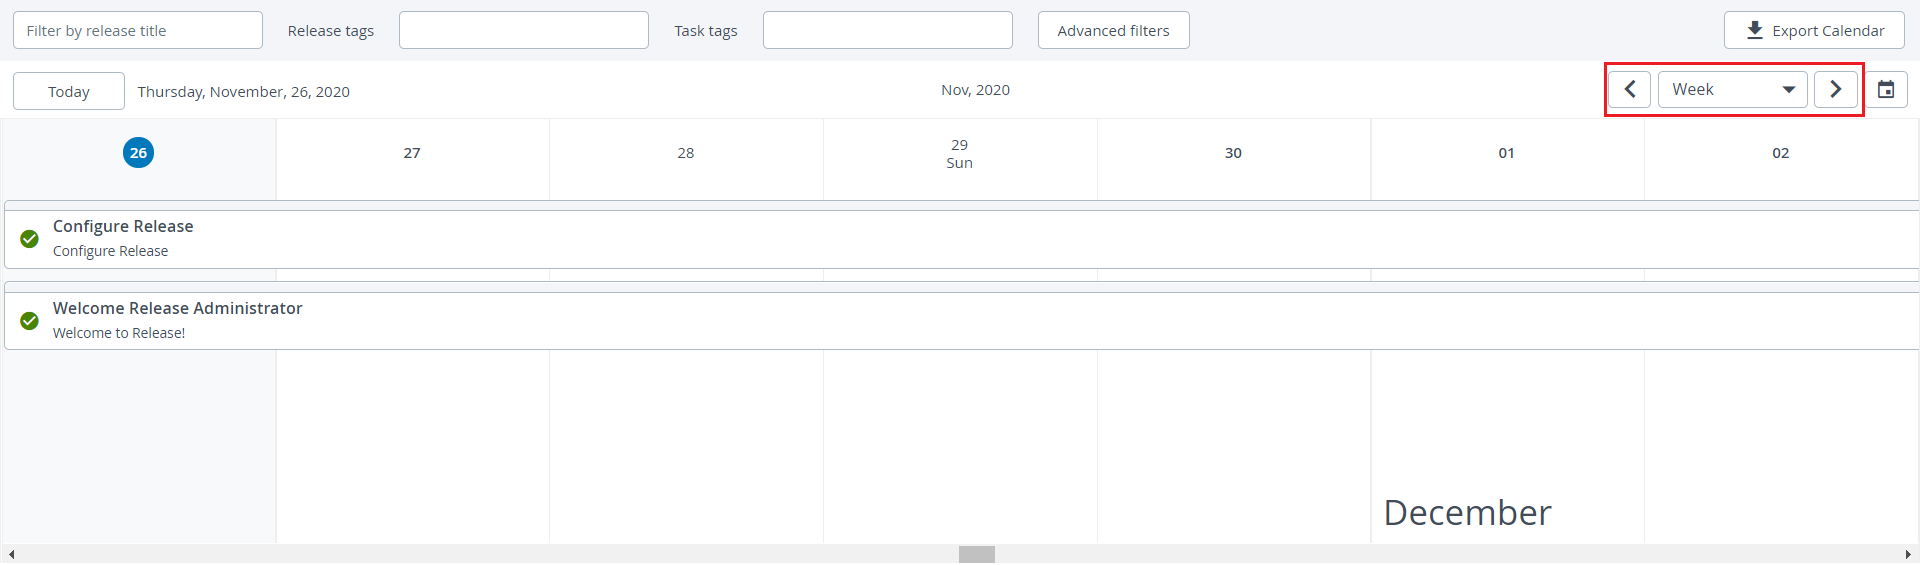 Filter by release title Release tags Task tags Advanced filters Export Calendar
Today Thursday, November, 26, 2020 Nov, 2020 Week
26 27 28 29 30 01 02
Sun
Configure Release
Configure Release
Welcome Release Administrator
Welcome to Release!
December